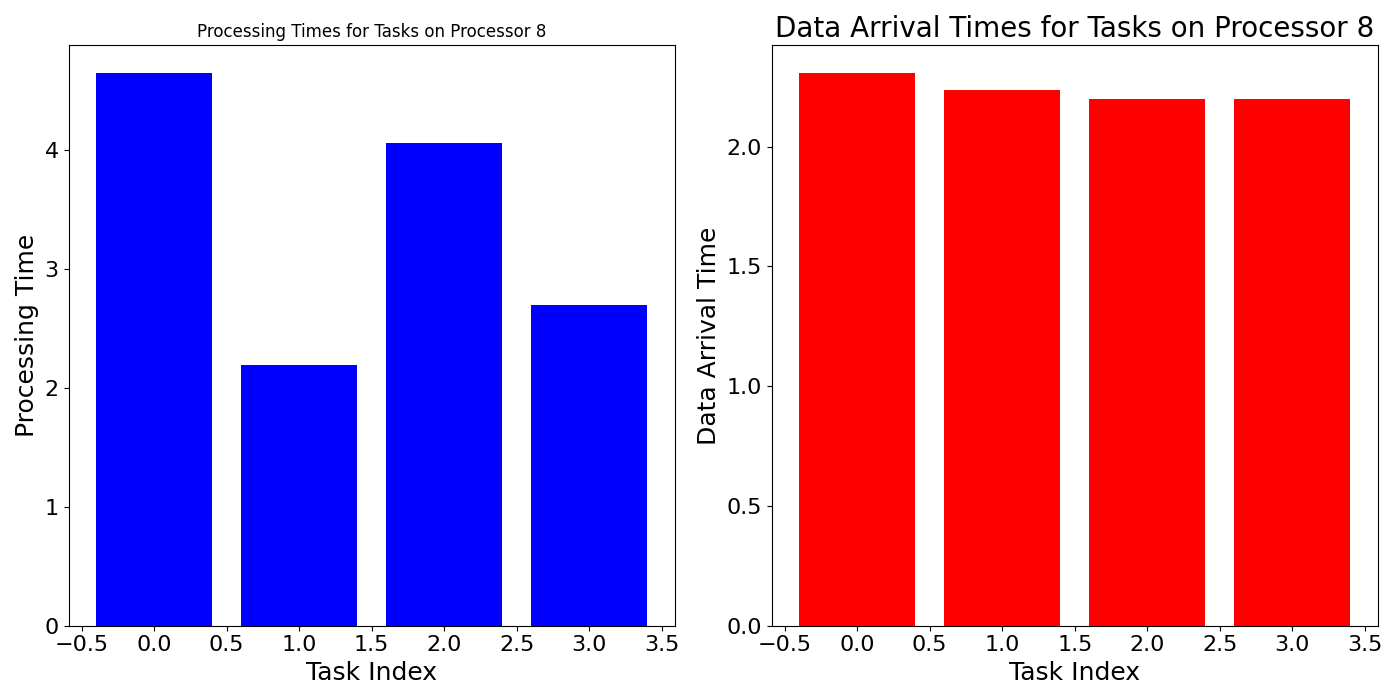 Processing Times for Tasks on Processor 8
Processing Time
4
3
2
1
0
−0.5 0.0 0.5 1.0 1.5 2.0 2.5 3.0 3.5
Task Index
Data Arrival Times for Tasks on Processor 8
Data Arrival Time
2.0
1.5
1.0
0.5
0.0
−0.5 0.0 0.5 1.0 1.5 2.0 2.5 3.0 3.5
Task Index